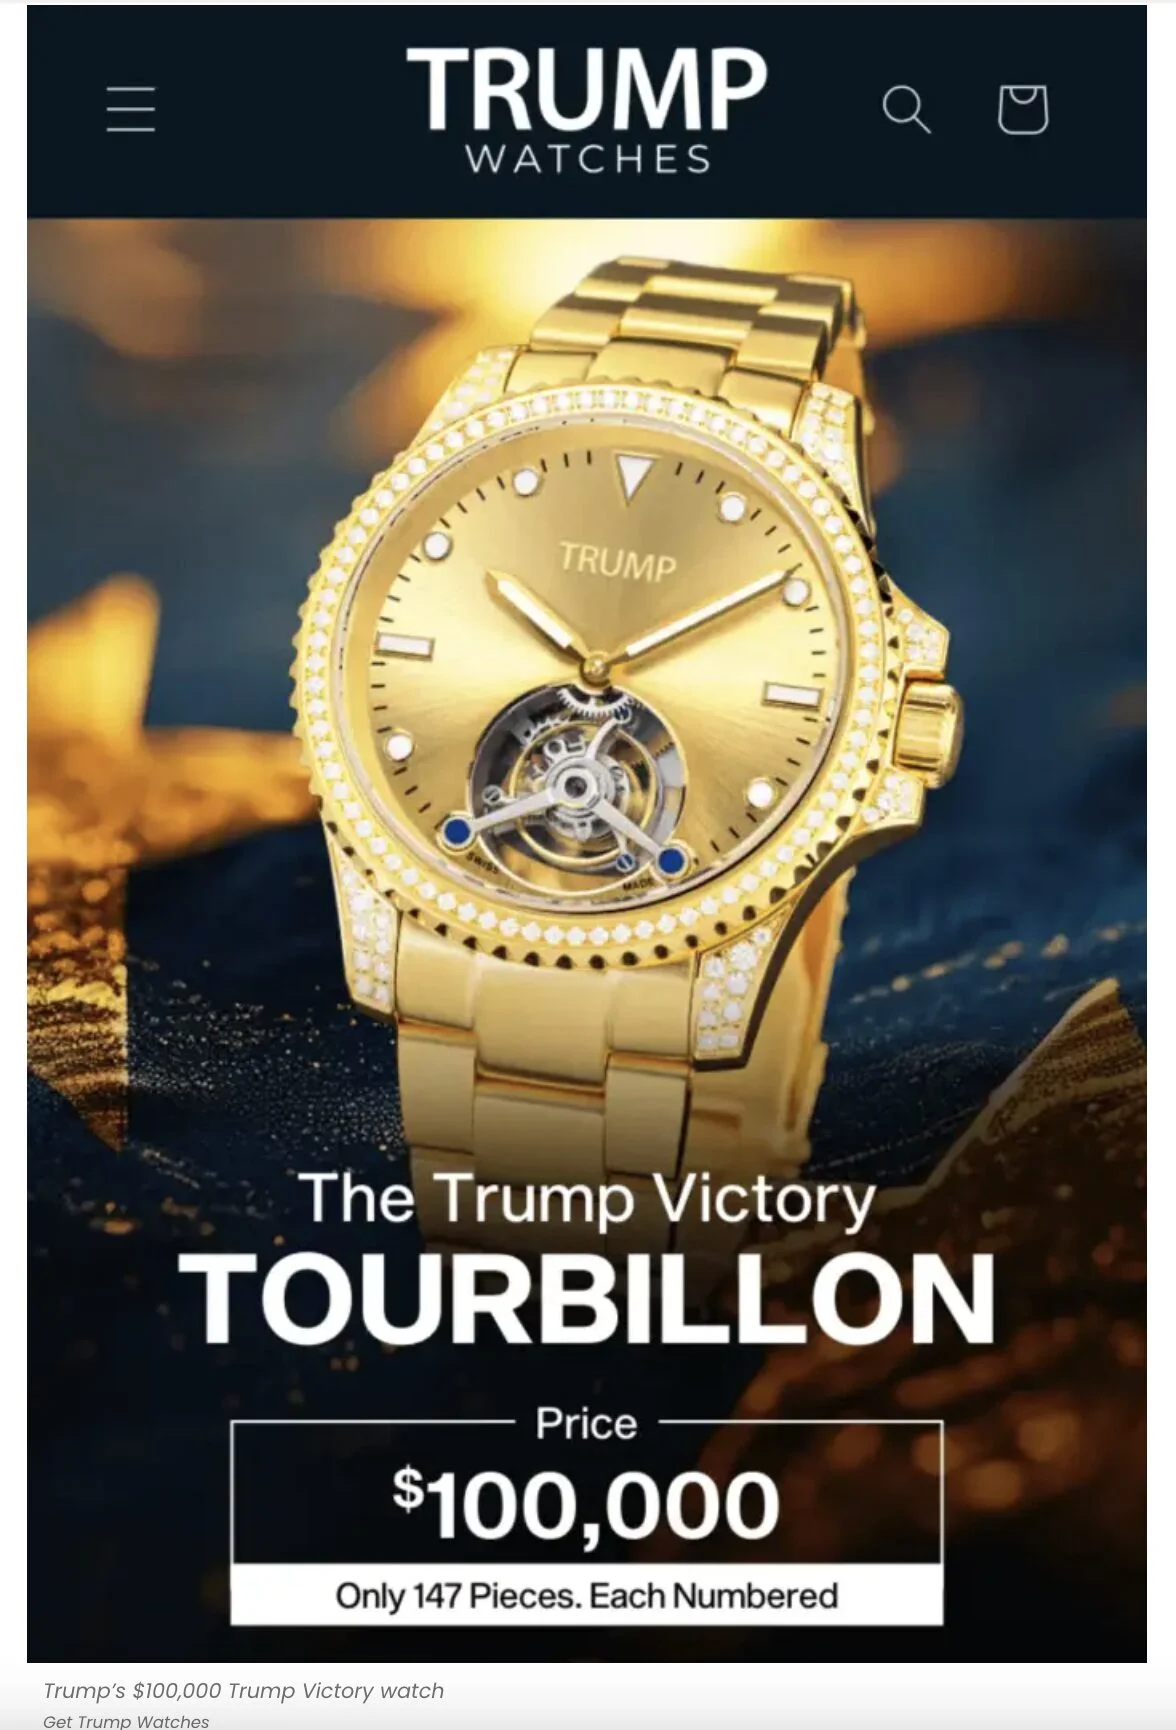 TRUMP
WATCHES
TRUMP
SWISS
MADE
The Trump Victory
TOURBILLON
Price
$100,000
Only 147 Pieces. Each Numbered
Trump's $100,000 Trump Victory watch
Get Trump Watches